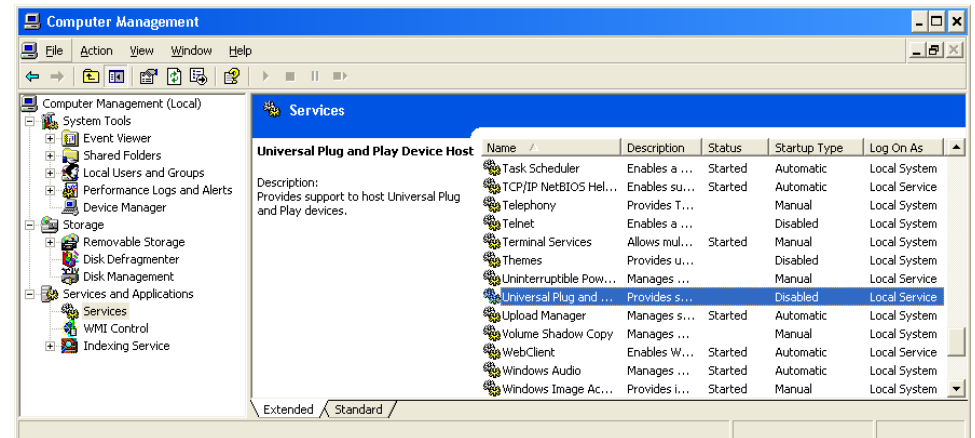 Computer Management
File Action View Window Help
Computer Management (Local)
System Tools
Event Viewer
Shared Folders
Local Users and Groups
Performance Logs and Alerts
Device Manager
Storage
Removable Storage
Disk Defragmenter
Disk Management
Services and Applications
Services
WMI Control
Indexing Service
Services
Universal Plug and Play Device Host
Description:
Provides support to host Universal Plug
and Play devices.
Name Description Status Startup Type Log On As
Task Scheduler Enables a ... Started Automatic Local System
TCP/IP NetBIOS Hel... Enables su... Started Automatic Local Service
Telephony Provides T... Manual Local System
Telnet Enables a ... Disabled Local System
Terminal Services Allows mul... Started Manual Local System
Themes Provides u... Disabled Local System
Uninterruptible Pow... Manages ... Manual Local Service
Universal Plug and ... Provides s... Disabled Local Service
Upload Manager Manages s... Started Automatic Local System
Volume Shadow Copy Manages ... Manual Local System
WebClient Enables W... Started Automatic Local Service
Windows Audio Manages ... Started Automatic Local System
Windows Image Ac... Provides i... Started Manual Local System
Extended Standard